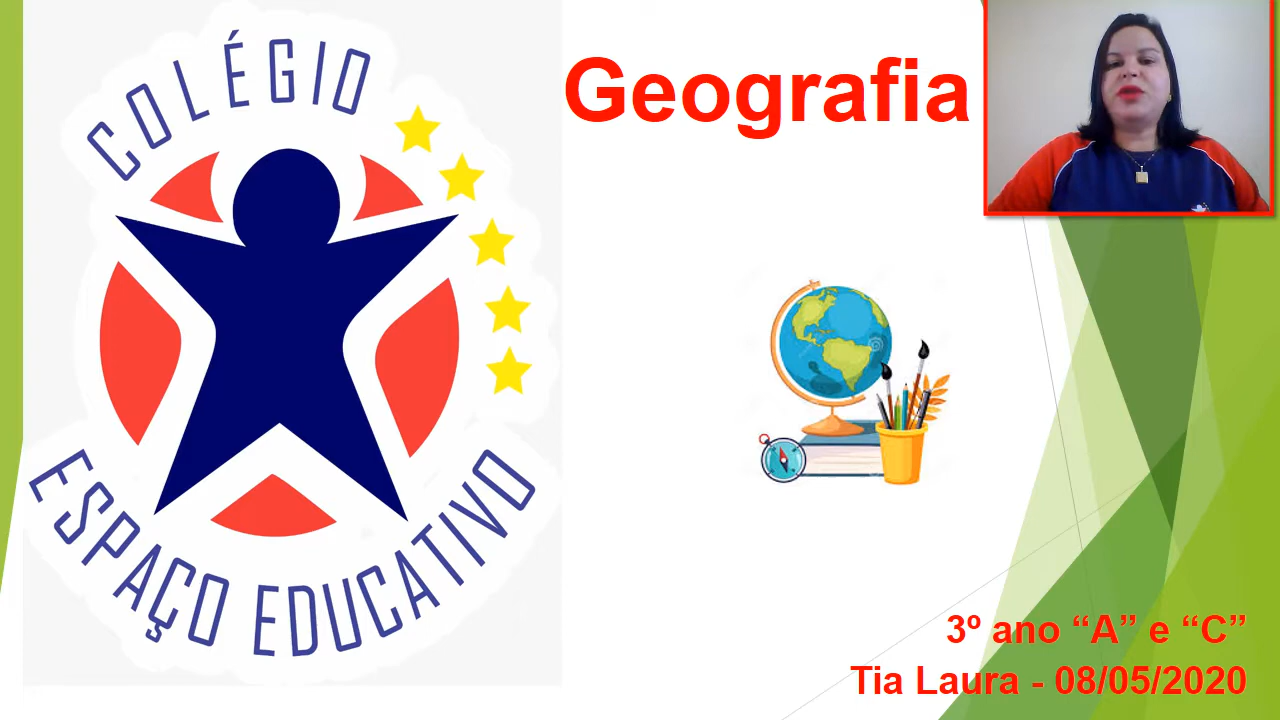 COLÉGIO
ESPAÇO EDUCATIVO
Geografia
3º ano “A” e “C”
Tia Laura - 08/05/2020